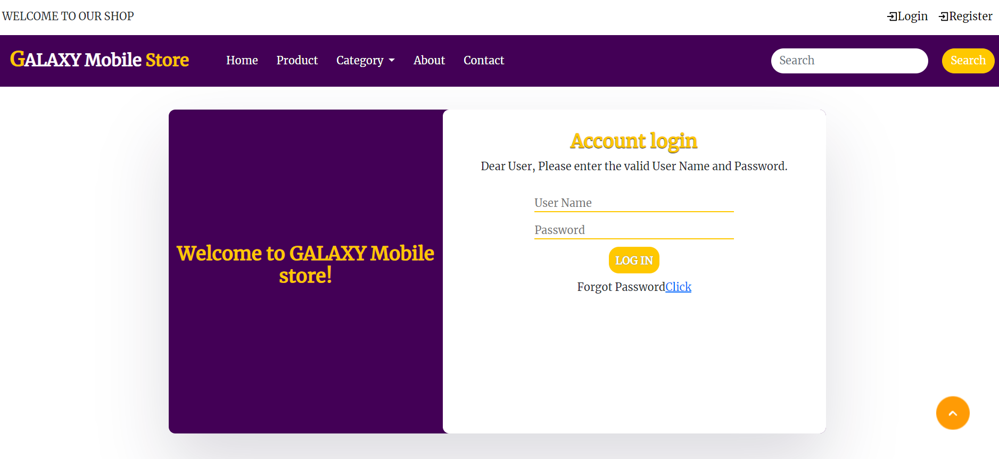 WELCOME TO OUR SHOP
Login Register
GALAXY Mobile Store Home Product Category About Contact Search Search
Account login
Dear User, Please enter the valid User Name and Password.
User Name
Password
LOG IN
Forgot PasswordClick
Welcome to GALAXY Mobile
store!